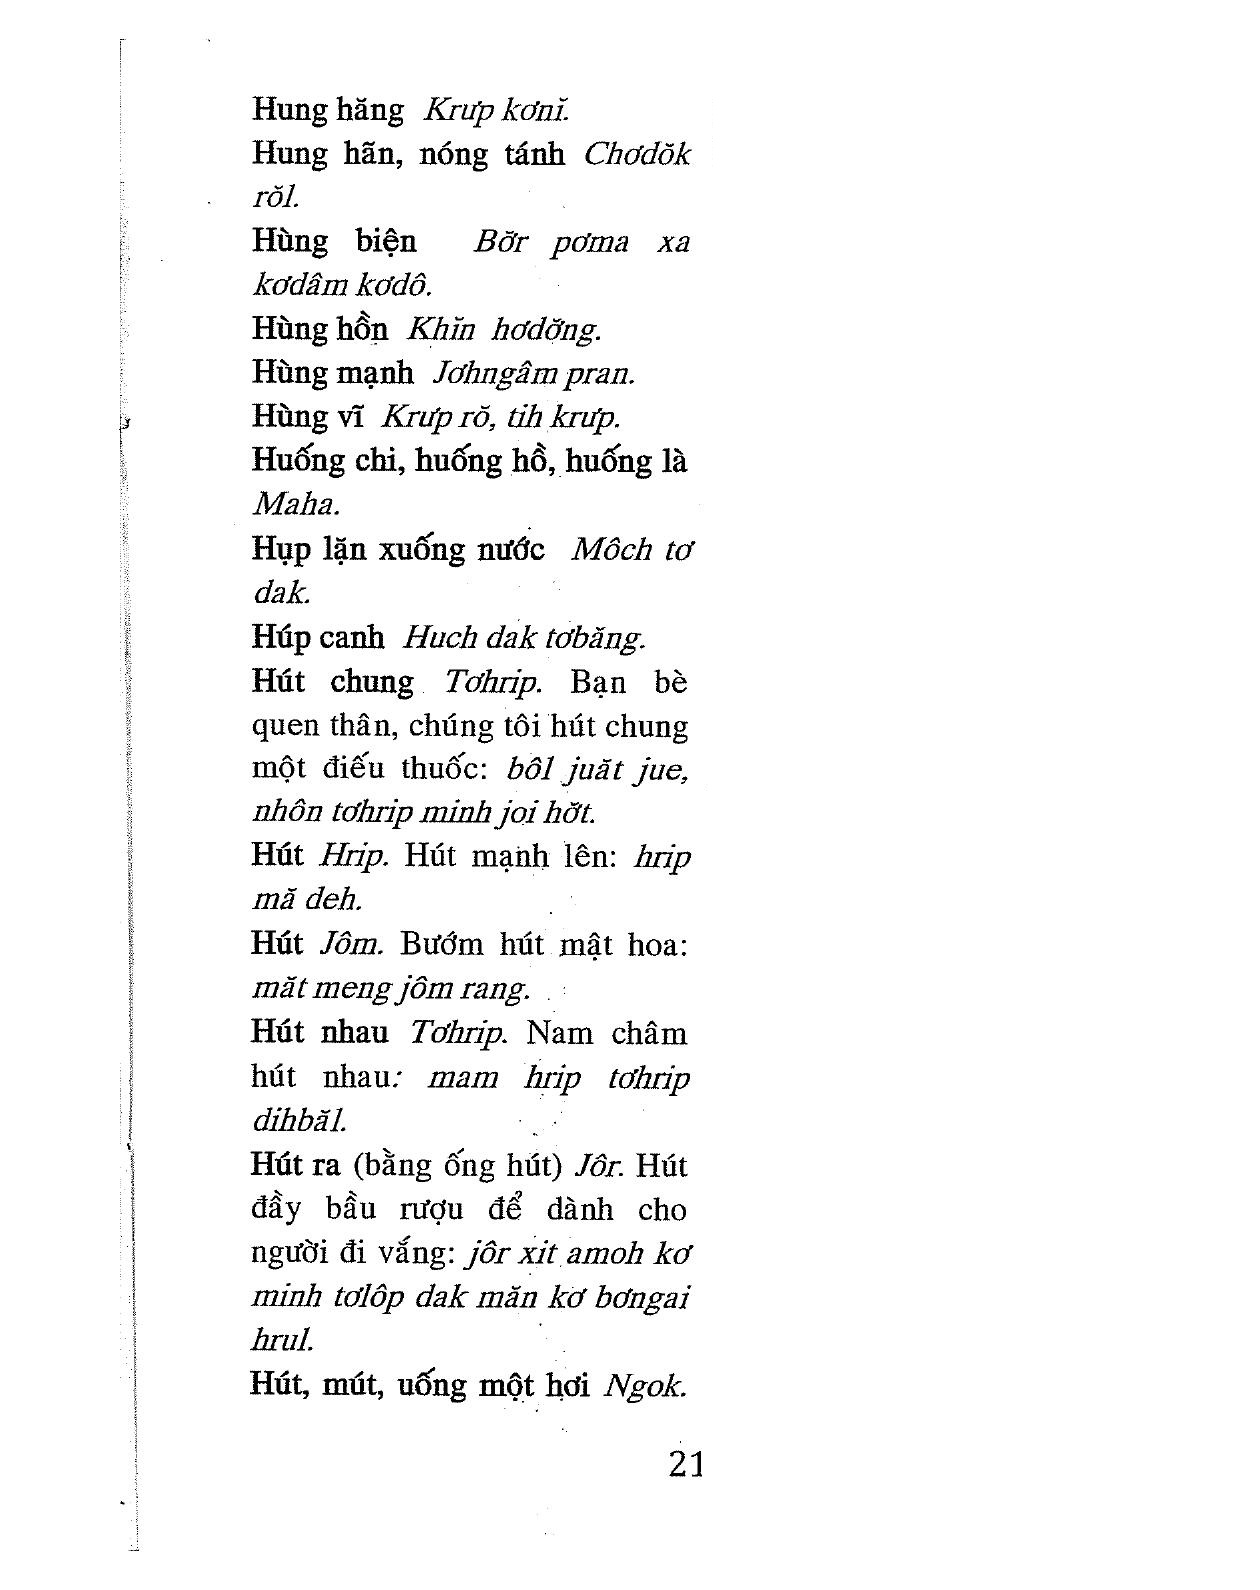 Hung hăng Krưp kơnĭ.
Hung hãn, nóng tánh Chơdŏk
rŏl.
Hùng biện Bơ̆r pơma xa
kơdâm kơdô.
Hùng hồn Khĭn hơdơ̆ng.
Hùng mạnh Jơhngâm pran.
Hùng vĩ Krưp rŏ, tih krưp.
Huống chi, huống hồ, huống là
Maha.
Hụp lặn xuống nước Môch tơ
dak.
Húp canh Huch dak tơbăng.
Hút chung Tơhrip. Bạn bè
quen thân, chúng tôi hút chung
một điếu thuốc: bôl juăt jue,
nhôn tơhrip minh joi hơ̆t.
Hút Hrip. Hút mạnh lên: hrip
mă deh.
Hút Jôm. Bướm hút mật hoa:
măt meng jôm rang.
Hút nhau Tơhrip. Nam châm
hút nhau: mam hrip tơhrip
dihbăl.
Hút ra (bằng ống hút) Jôr. Hút
đầy bầu rượu để dành cho
người đi vắng: jôr xit amoh kơ
minh tơlôp dak măn kơ bơngai
hrul.
Hút, mút, uống một hơi Ngok.
21